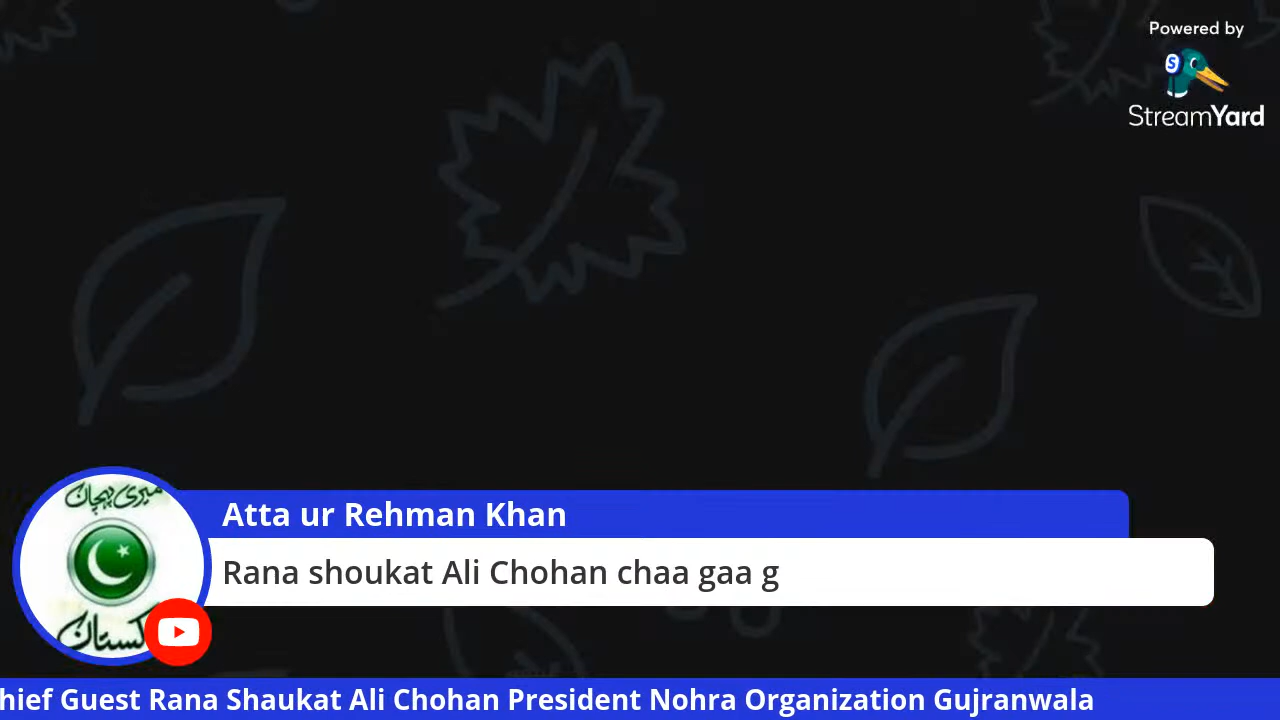 Powered by
S
StreamYard
میری پہچان
پاکستان
Atta ur Rehman Khan
Rana shoukat Ali Chohan chaa gaa g
hief Guest Rana Shaukat Ali Chohan President Nohra Organization Gujranwala